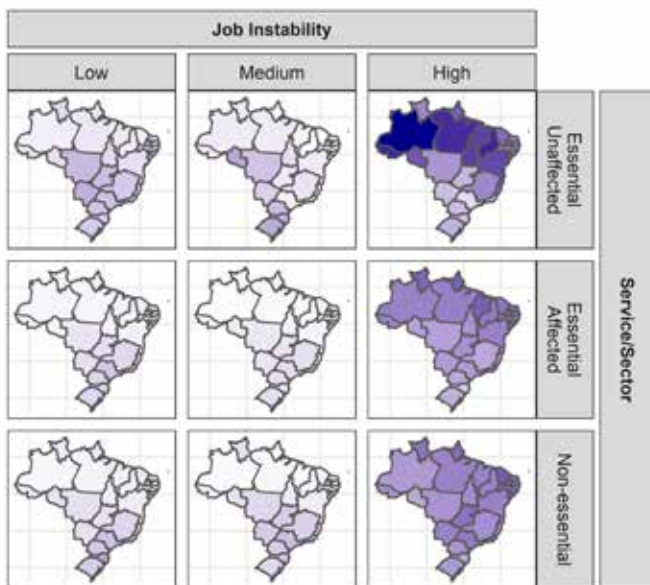 Job Instability
Low
Medium
High
Essential
Unaffected
Essential
Affected
Non-essential
Service/Sector